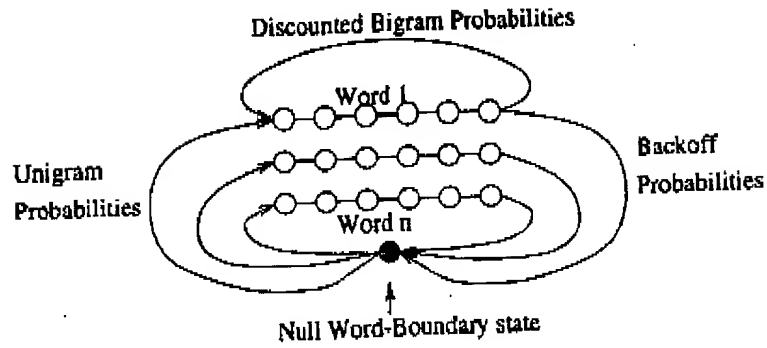 Discounted Bigram Probabilities
Word 1
Unigram
Probabilities
Backoff
Probabilities
Word n
Null Word-Boundary state